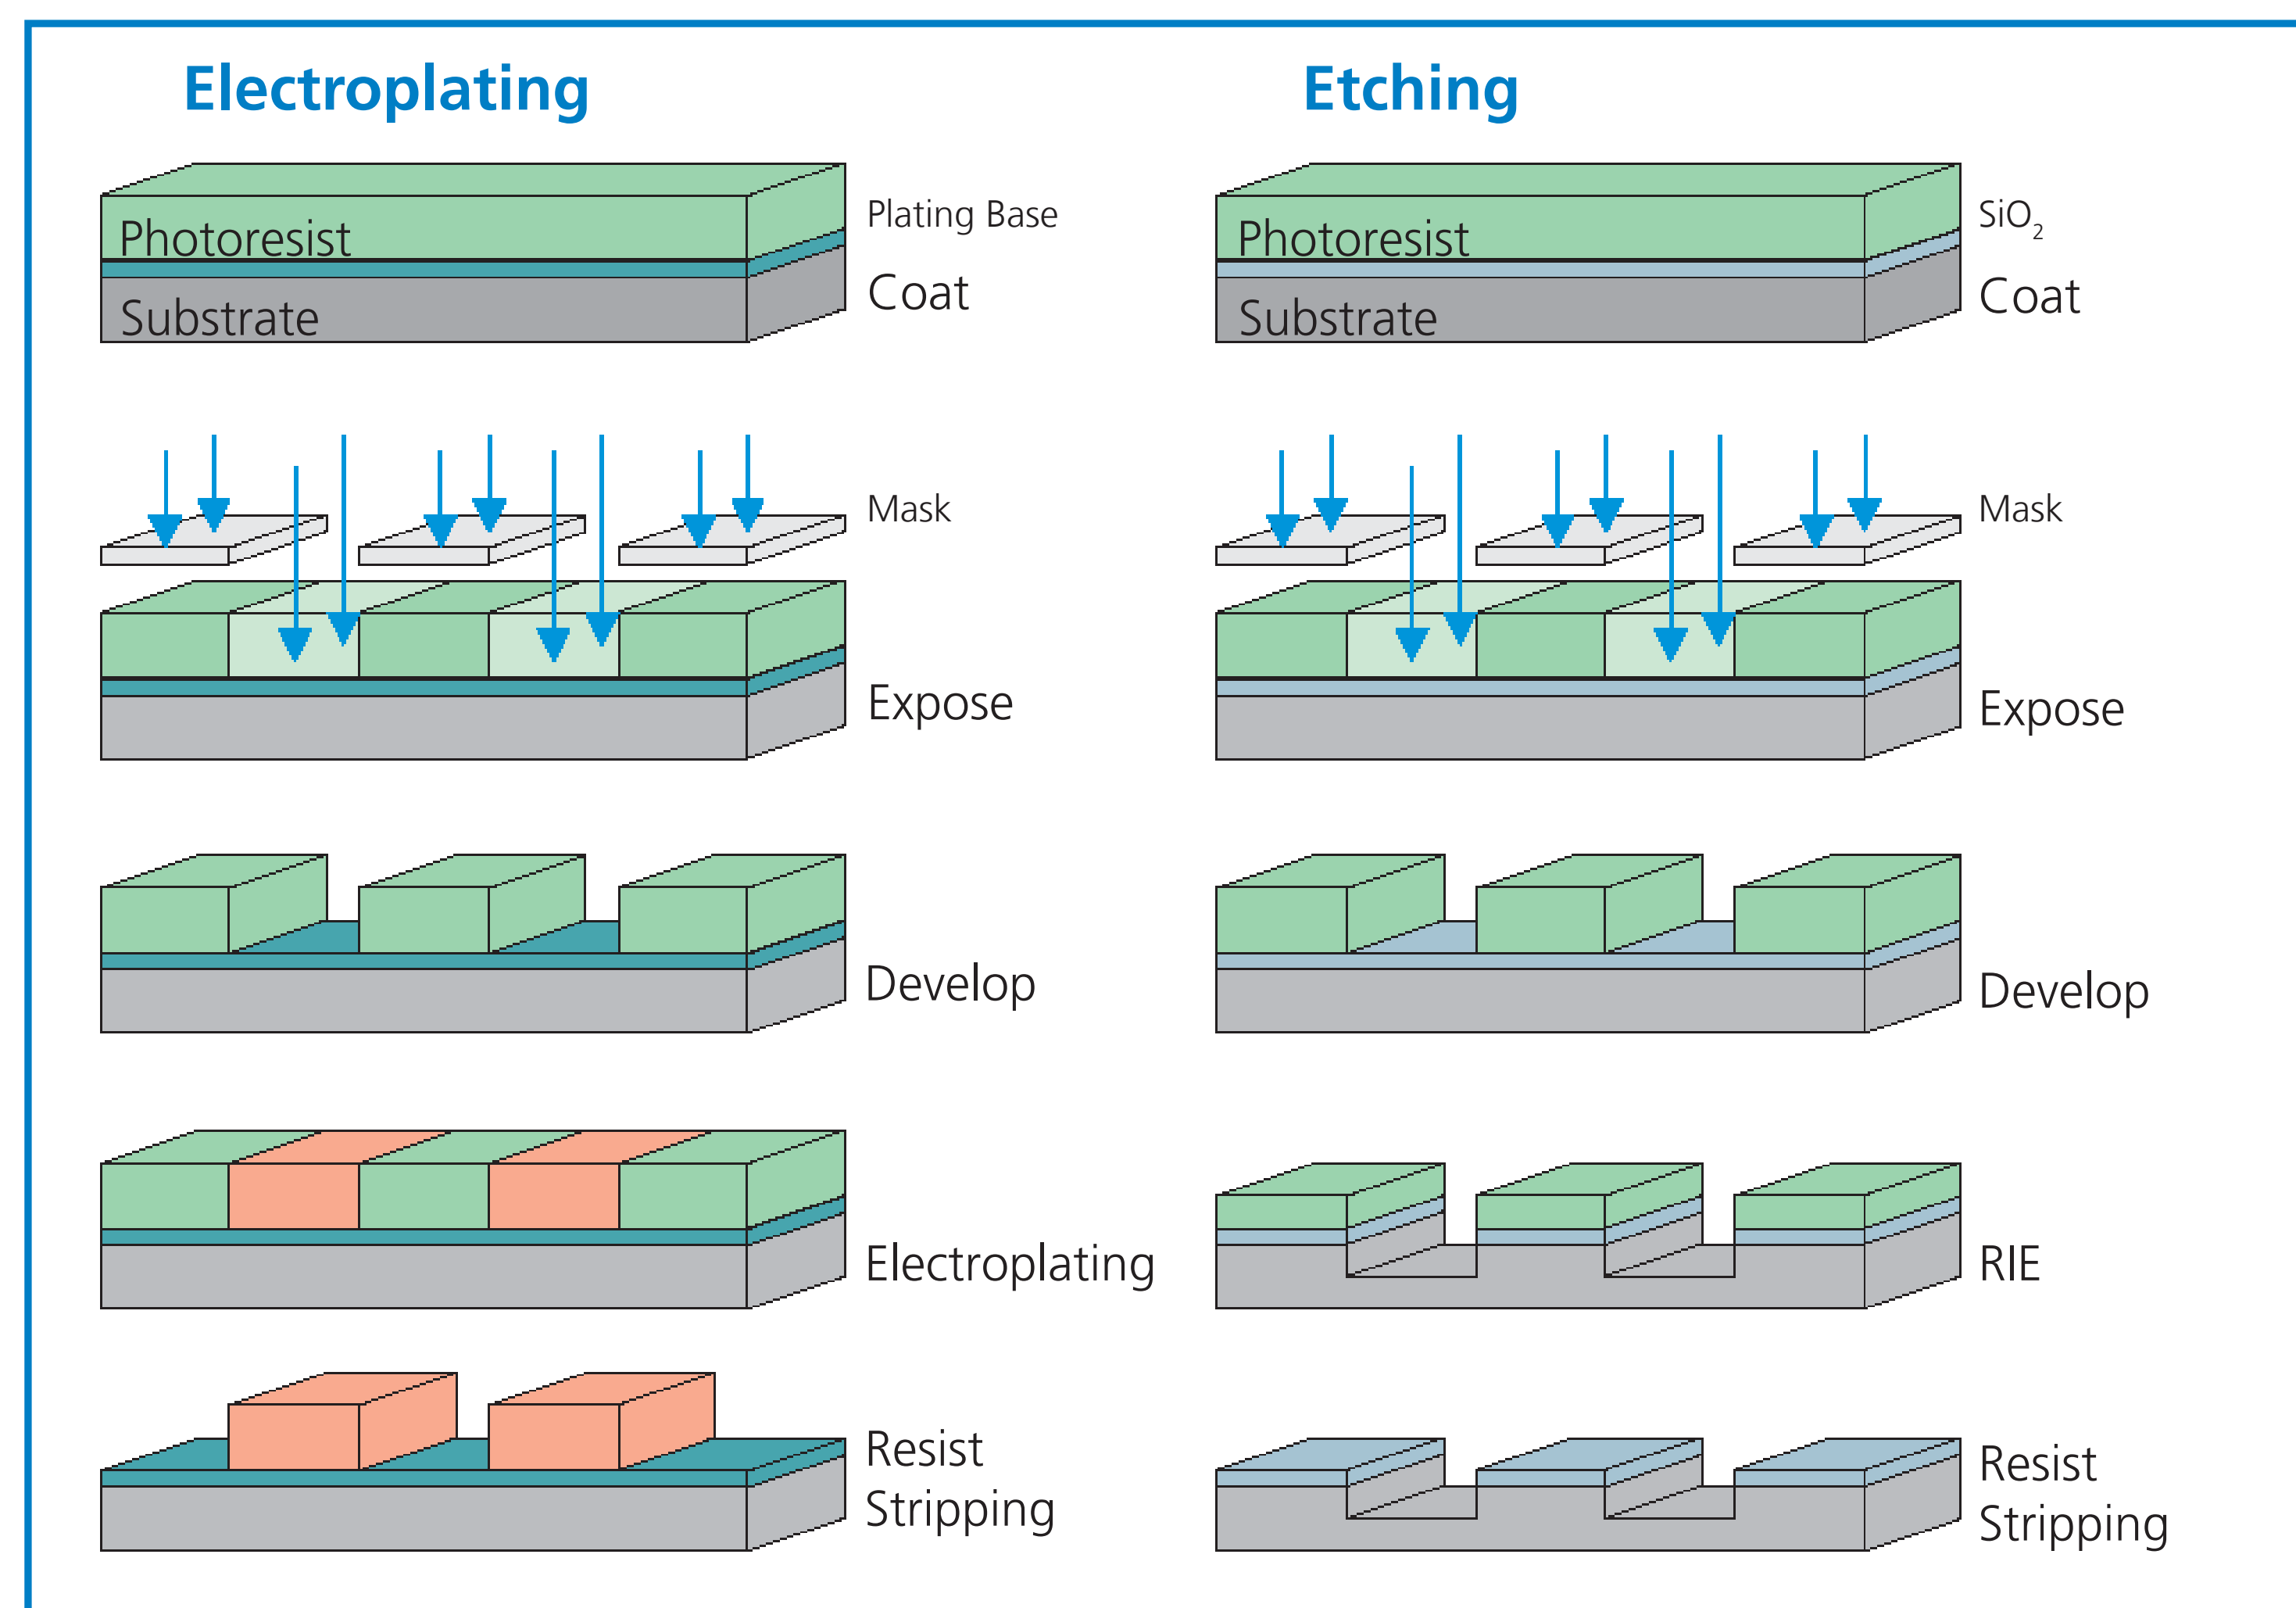 Electroplating
Photoresist
Substrate
Plating Base
Coat
Mask
Expose
Develop
Electroplating
Resist
Stripping
Etching
Photoresist
Substrate
SiO₂
Coat
Mask
Expose
Develop
RIE
Resist
Stripping